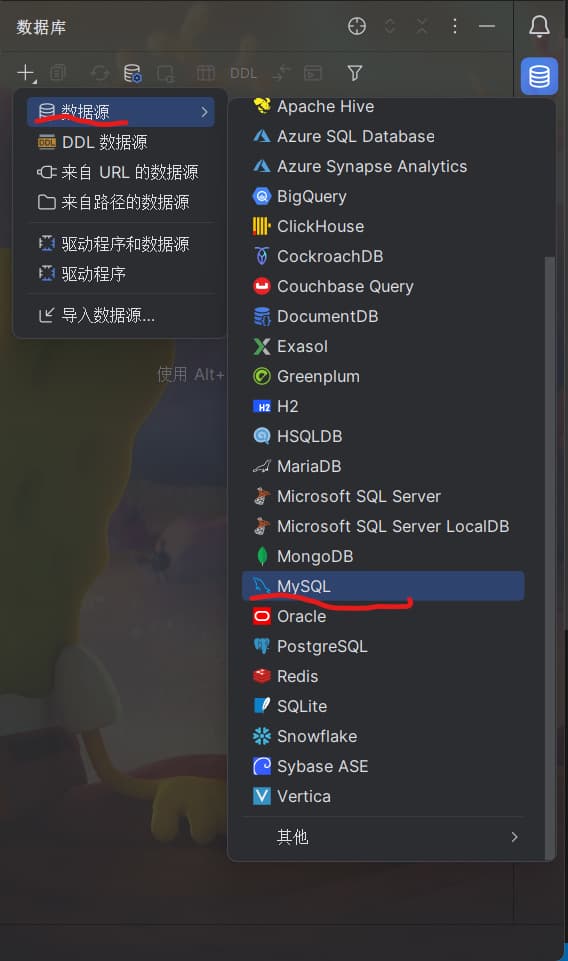 数据库
DDL
数据源
DDL 数据源
来自 URL 的数据源
来自路径的数据源
驱动程序和数据源
驱动程序
导入数据源...
使用 Alt+
Apache Hive
Azure SQL Database
Azure Synapse Analytics
BigQuery
ClickHouse
CockroachDB
Couchbase Query
DocumentDB
Exasol
Greenplum
H2 H2
HSQLDB
MariaDB
Microsoft SQL Server
Microsoft SQL Server LocalDB
MongoDB
MySQL
Oracle
PostgreSQL
Redis
SQLite
Snowflake
Sybase ASE
Vertica
其他